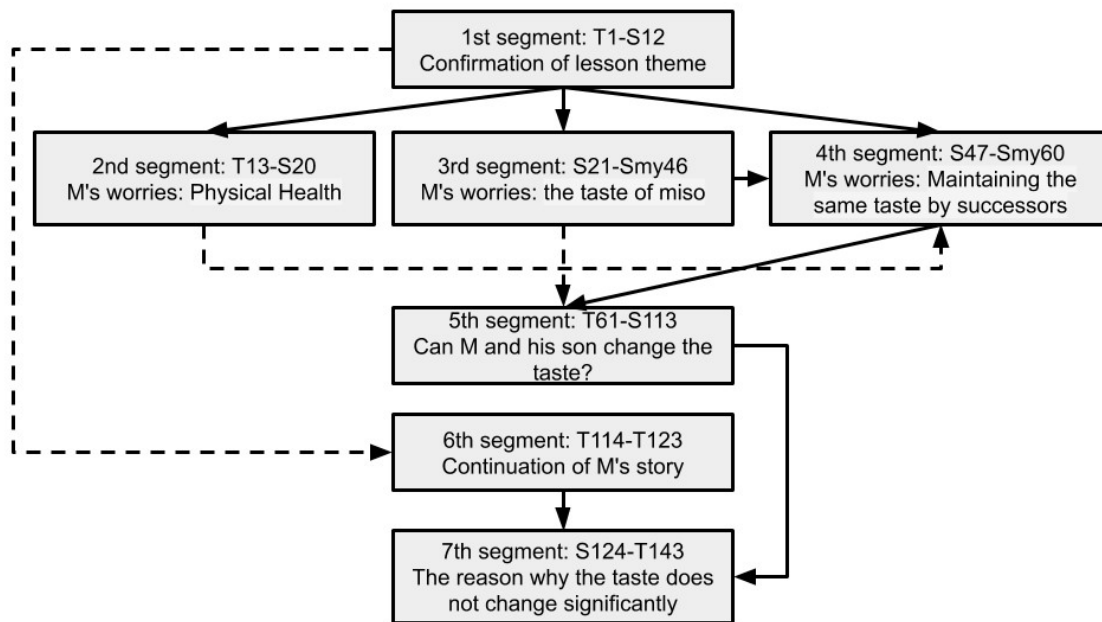 1st segment: T1-S12
Confirmation of lesson theme
2nd segment: T13-S20
M's worries: Physical Health
3rd segment: S21-Smy46
M's worries: the taste of miso
4th segment: S47-Smy60
M's worries: Maintaining the
same taste by successors
5th segment: T61-S113
Can M and his son change the
taste?
6th segment: T114-T123
Continuation of M's story
7th segment: S124-T143
The reason why the taste does
not change significantly